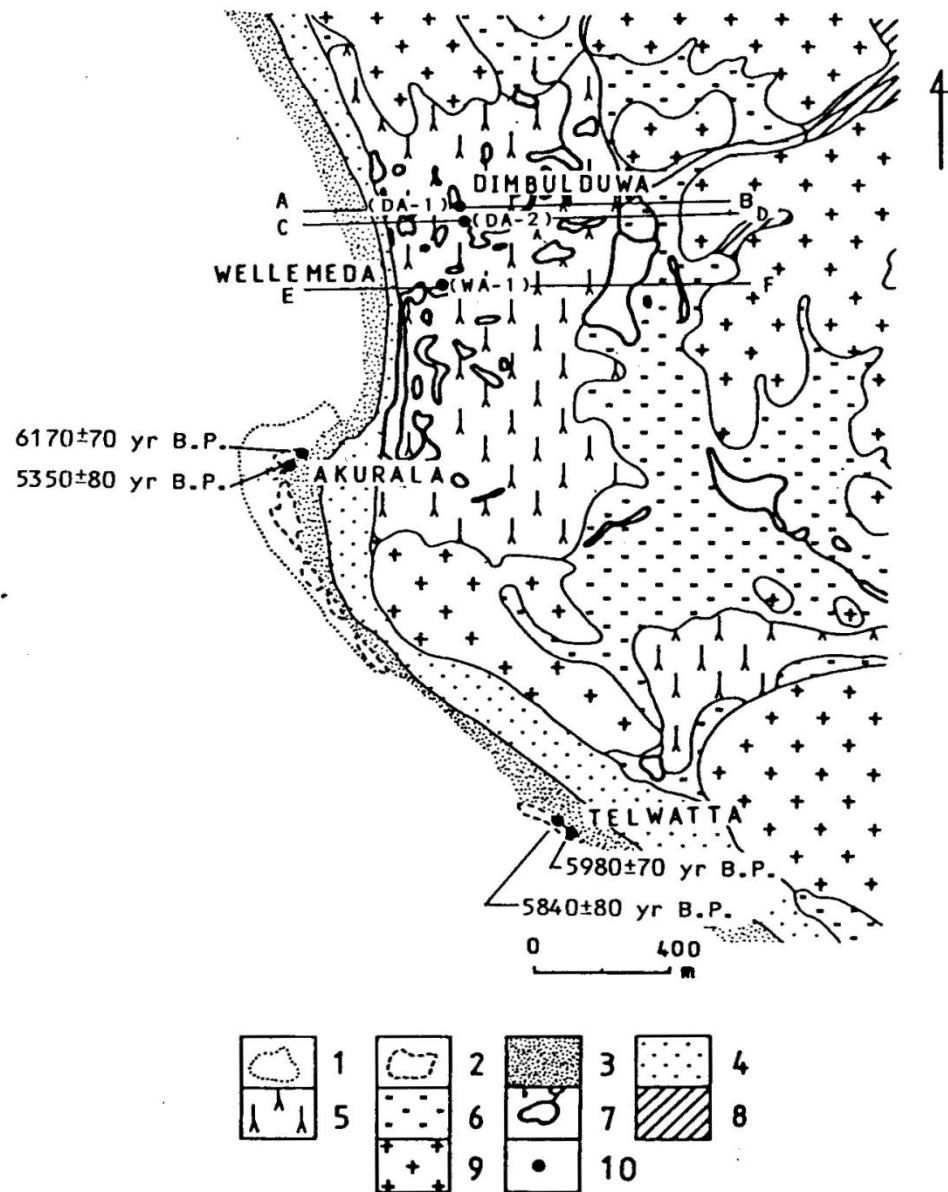 DIMBULDUWA
A (DA-1) B
C (DA-2) D
WELLEMEDA
E (WA-1) F
6170±70 yr B.P.
5350±80 yr B.P.
AKURALA
TELWATTA
5980±70 yr B.P.
5840±80 yr B.P.
0 400
m
1 2 3 4
5 6 7 8
9 10